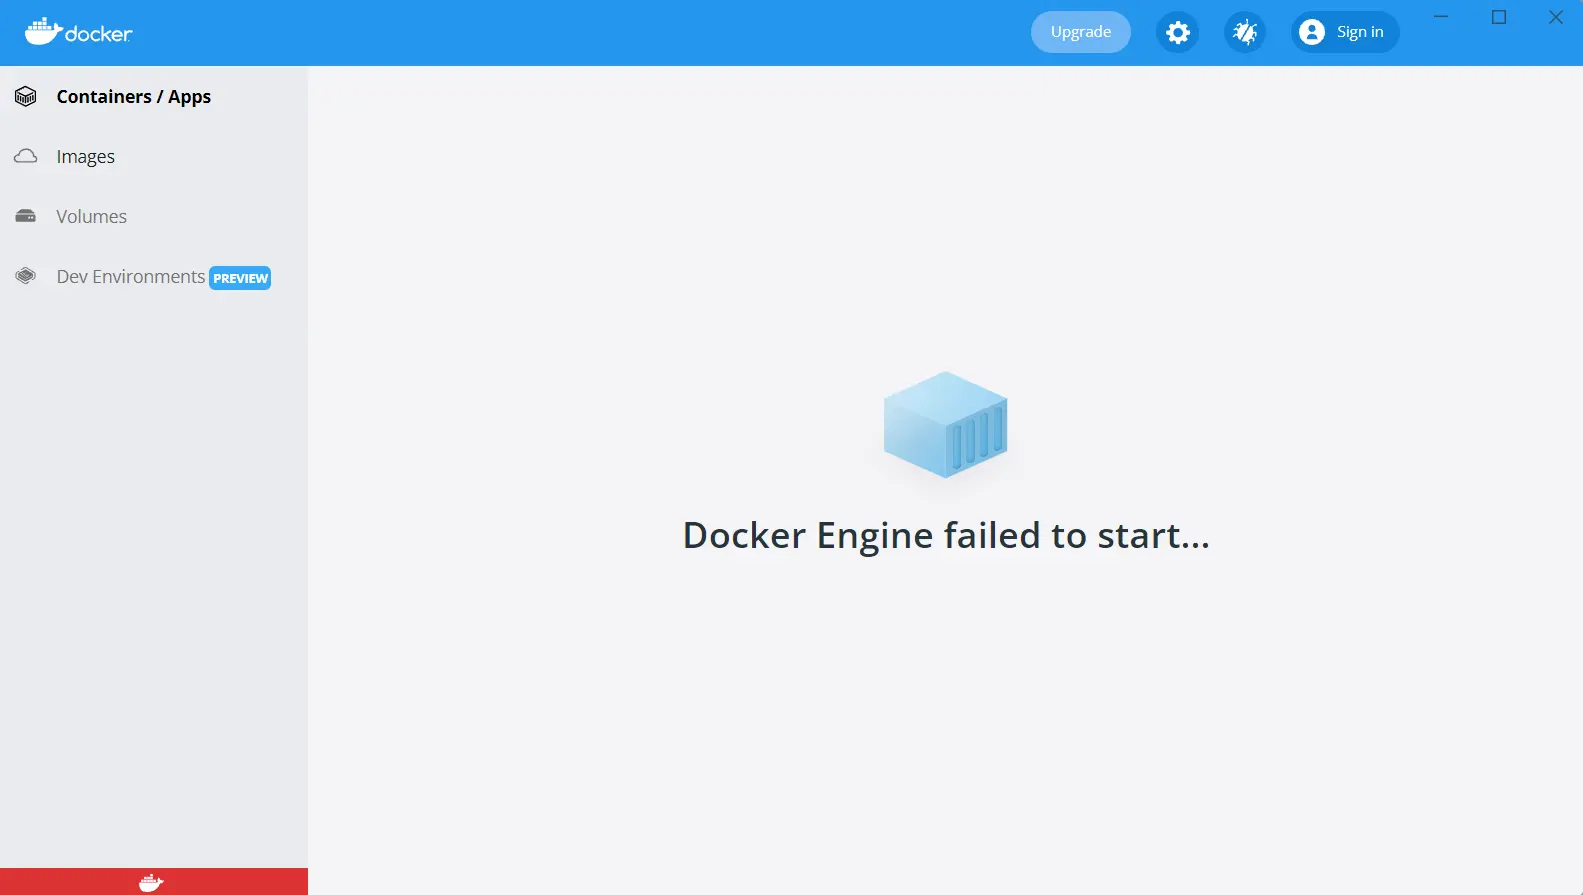 docker
Upgrade
Sign in
Containers / Apps
Images
Volumes
Dev Environments PREVIEW
Docker Engine failed to start...